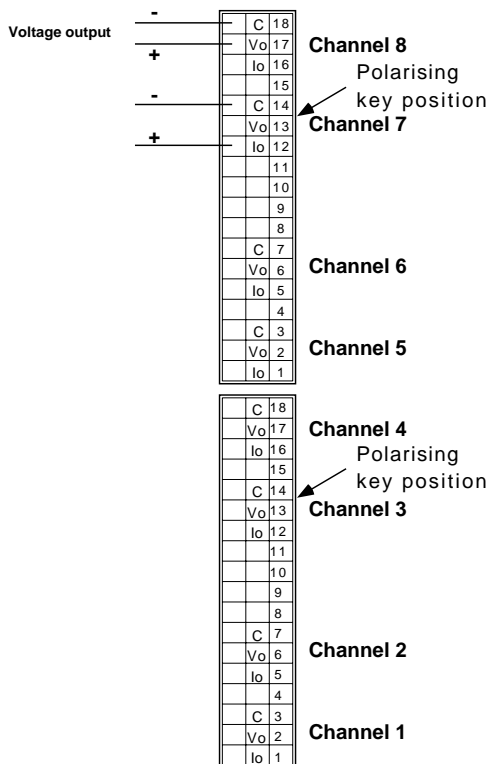 -
C 18
Voltage output
Vo 17 Channel 8
+
Io 16
Polarising
15
-
C 14
key position
Vo 13 Channel 7
+
Io 12
11
10
9
8
C 7
Vo 6 Channel 6
Io 5
4
C 3
Vo 2 Channel 5
Io 1
C 18
Vo 17 Channel 4
Io 16
Polarising
15
key position
C 14
Vo 13 Channel 3
Io 12
11
10
9
8
C 7
Vo 6 Channel 2
Io 5
4
C 3
Vo 2 Channel 1
Io 1